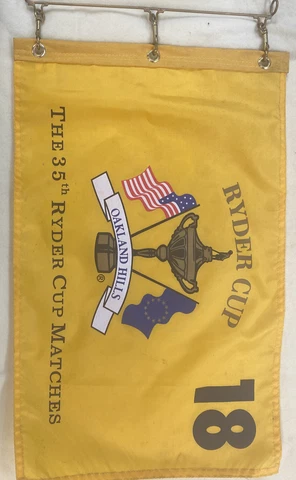 RYDER CUP
OAKLAND HILLS
®
THE 35th RYDER CUP MATCHES
18